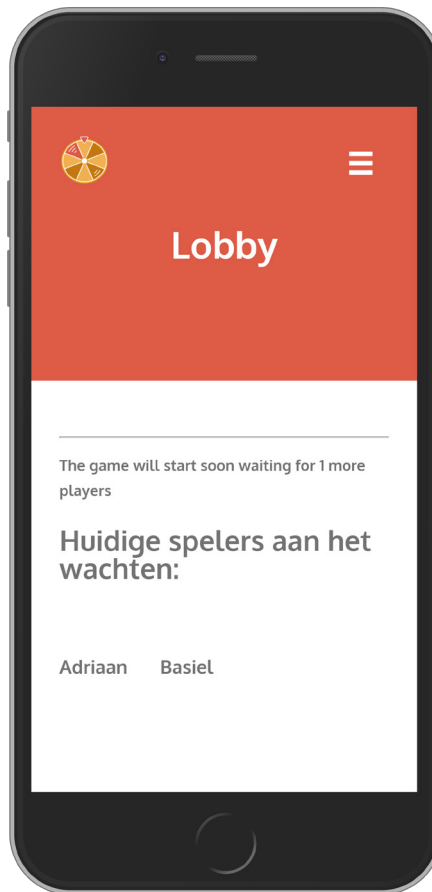 Lobby
The game will start soon waiting for 1 more
players
Huidige spelers aan het
wachten:
Adriaan Basiel